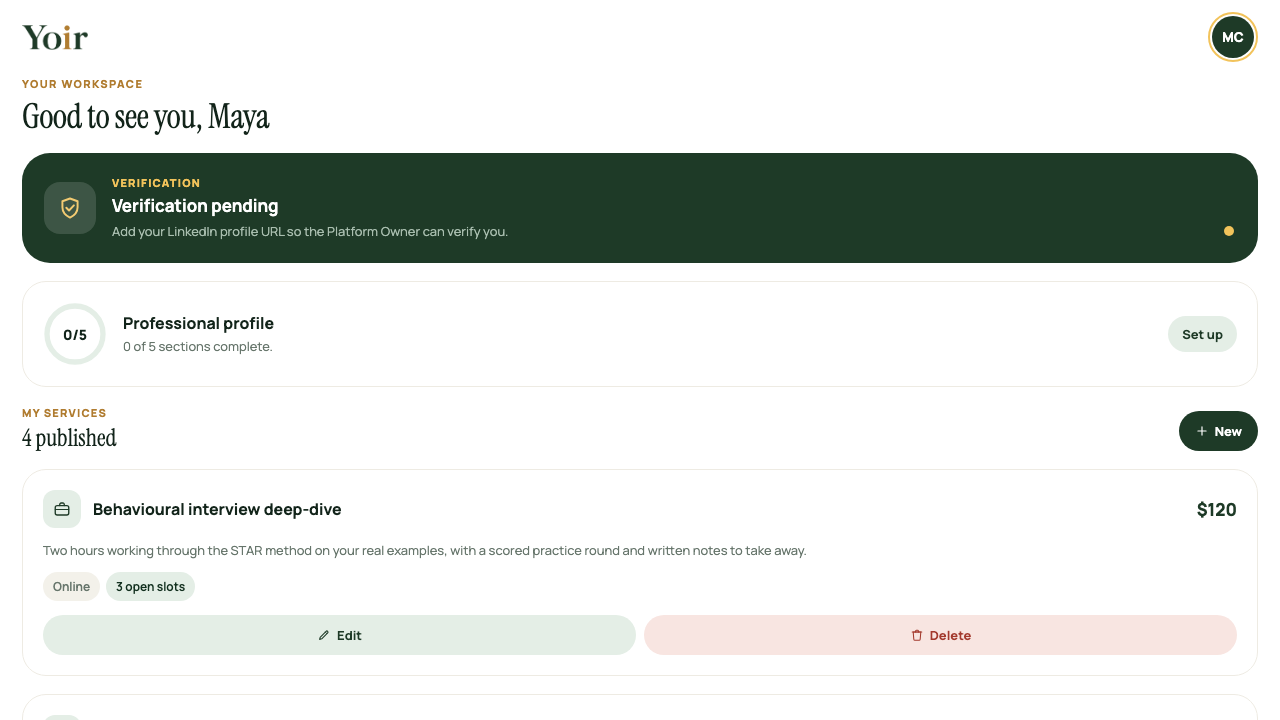 Yoir
MC
YOUR WORKSPACE
Good to see you, Maya
VERIFICATION
Verification pending
Add your LinkedIn profile URL so the Platform Owner can verify you.
0/5
Professional profile
0 of 5 sections complete.
Set up
MY SERVICES
4 published
+ New
Behavioural interview deep-dive
$120
Two hours working through the STAR method on your real examples, with a scored practice round and written notes to take away.
Online
3 open slots
Edit
Delete